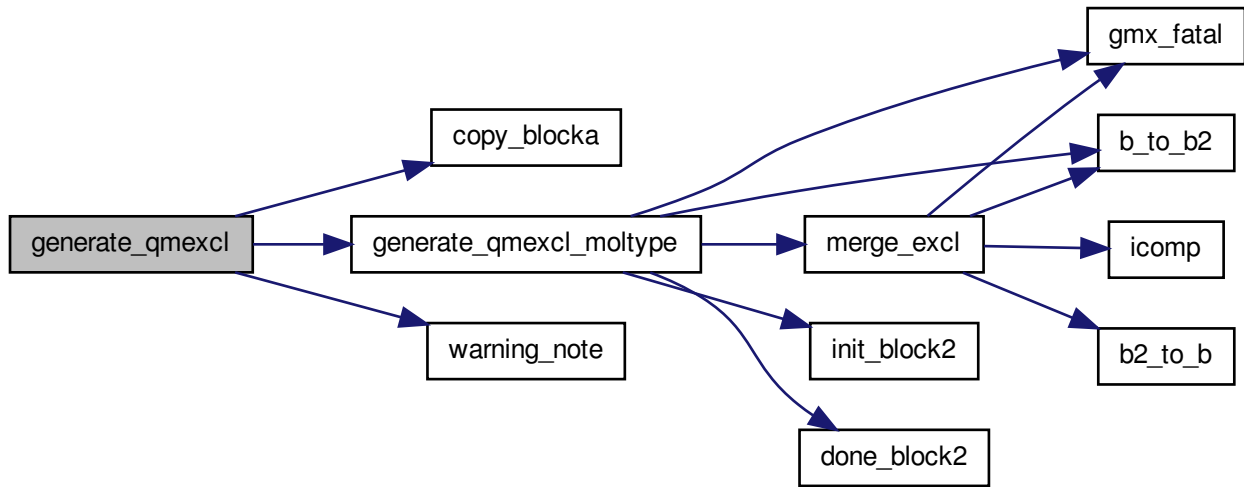 generate_qmexcl
copy_blocka
generate_qmexcl_moltype
warning_note
merge_excl
init_block2
done_block2
gmx_fatal
b_to_b2
icomp
b2_to_b